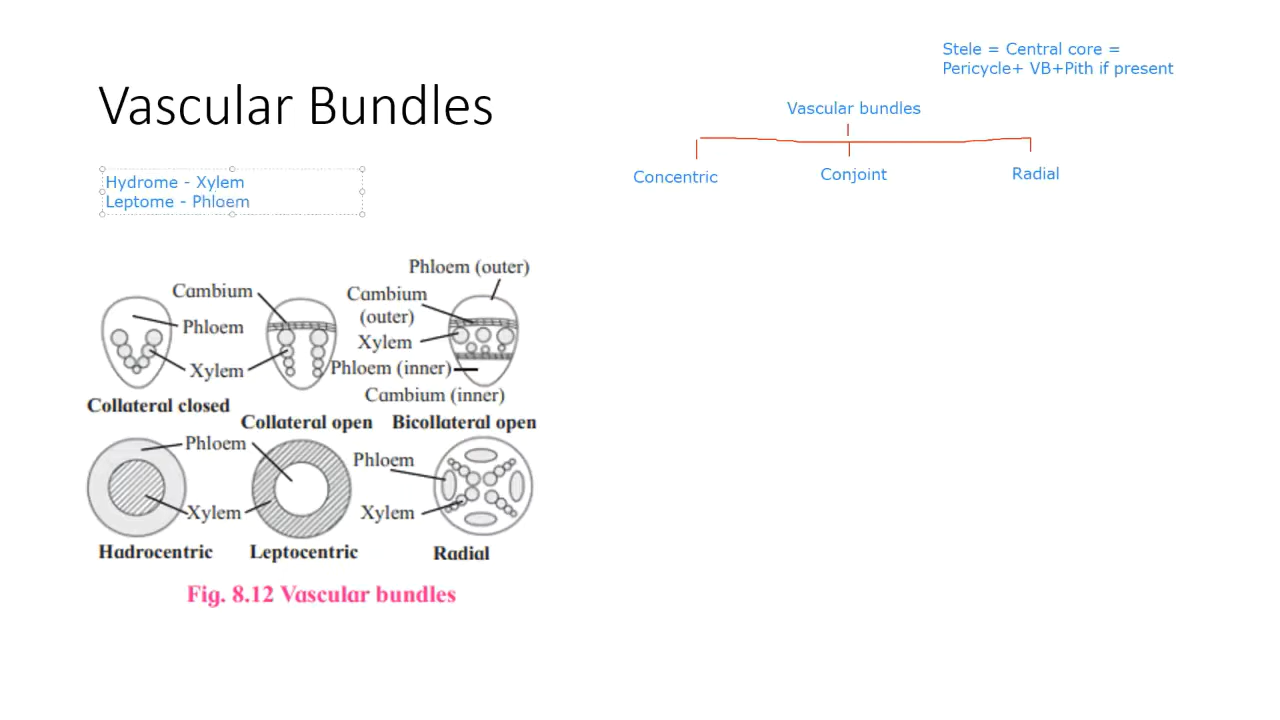 Stele = Central core =
Pericycle+ VB+Pith if present
Vascular Bundles
Vascular bundles
Concentric
Conjoint
Radial
Hydrome - Xylem
Leptome - Phloem
Phloem (outer)
Cambium
Cambium
(outer)
Phloem
Xylem
Xylem
Phloem (inner)
Cambium (inner)
Collateral closed
Collateral open
Bicollateral open
Phloem
Phloem
Xylem
Xylem
Hadrocentric
Leptocentric
Radial
Fig. 8.12 Vascular bundles